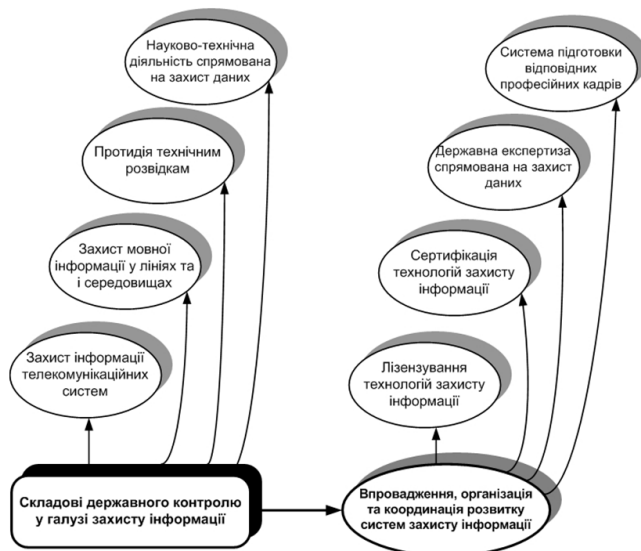 Науково-технічна
діяльність спрямована
на захист даних
Система підготовки
відповідних
професійних кадрів
Протидія технічним
розвідкам
Державна експертиза
спрямована на захист
даних
Захист мовної
інформації у лініях та
і середовищах
Сертифікація
технологій захисту
інформації
Захист інформації
телекомунікаційних
систем
Лізензування
технологій захисту
інформації
Складові державного контролю
у галузі захисту інформації
Впровадження, організація
та координація розвитку
систем захисту інформації